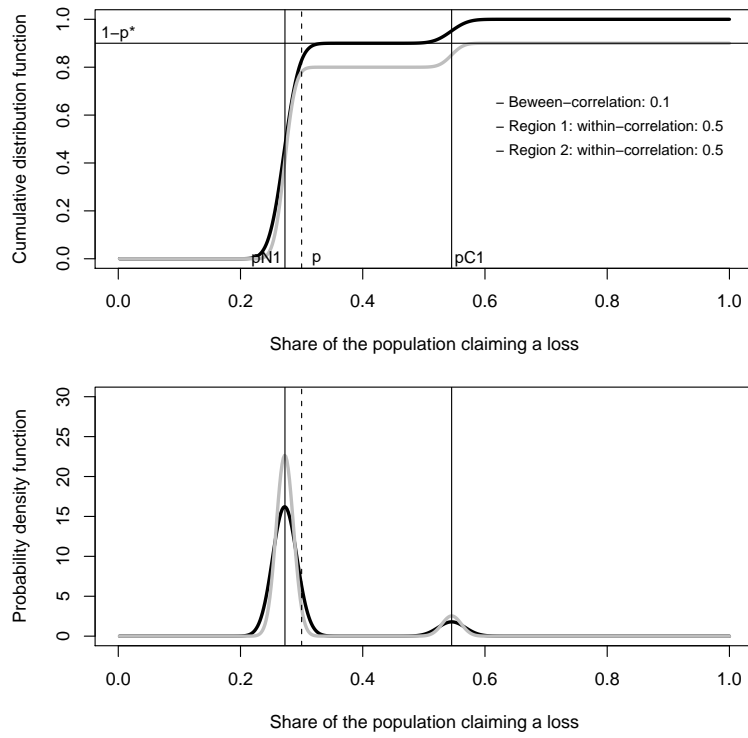 Cumulative distribution function
1.0
0.8
0.6
0.4
0.2
0.0
1−p*
− Beween−correlation: 0.1
− Region 1: within−correlation: 0.5
− Region 2: within−correlation: 0.5
pN1
p
pC1
0.0 0.2 0.4 0.6 0.8 1.0
Share of the population claiming a loss
Probability density function
30
25
20
15
10
5
0
0.0 0.2 0.4 0.6 0.8 1.0
Share of the population claiming a loss